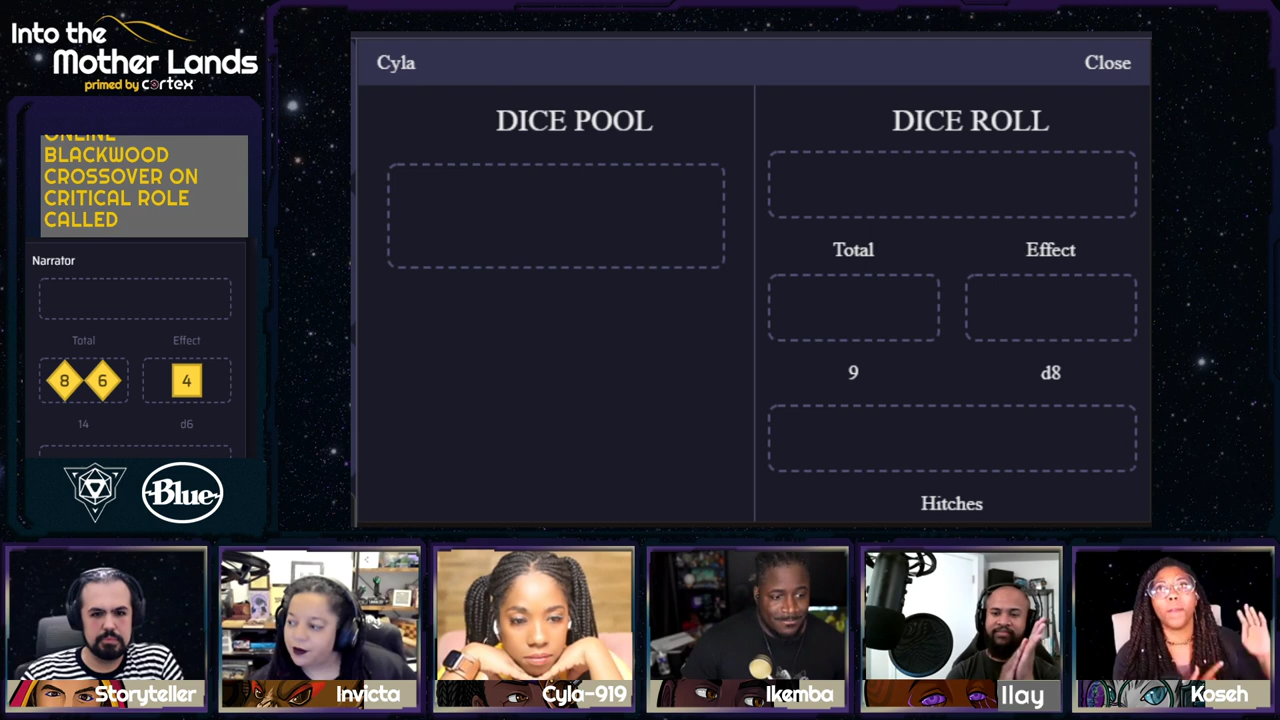 Into the
Mother Lands
primed by cortex
ONLINE
BLACKWOOD
CROSSOVER ON
CRITICAL ROLE
CALLED
Narrator
Total
Effect
8
6
4
14
d6
Blue
Cyla
Close
DICE POOL
DICE ROLL
Total
Effect
9
d8
Hitches
Storyteller
Invicta
Cyla-919
Ikemba
Ilay
Koseh